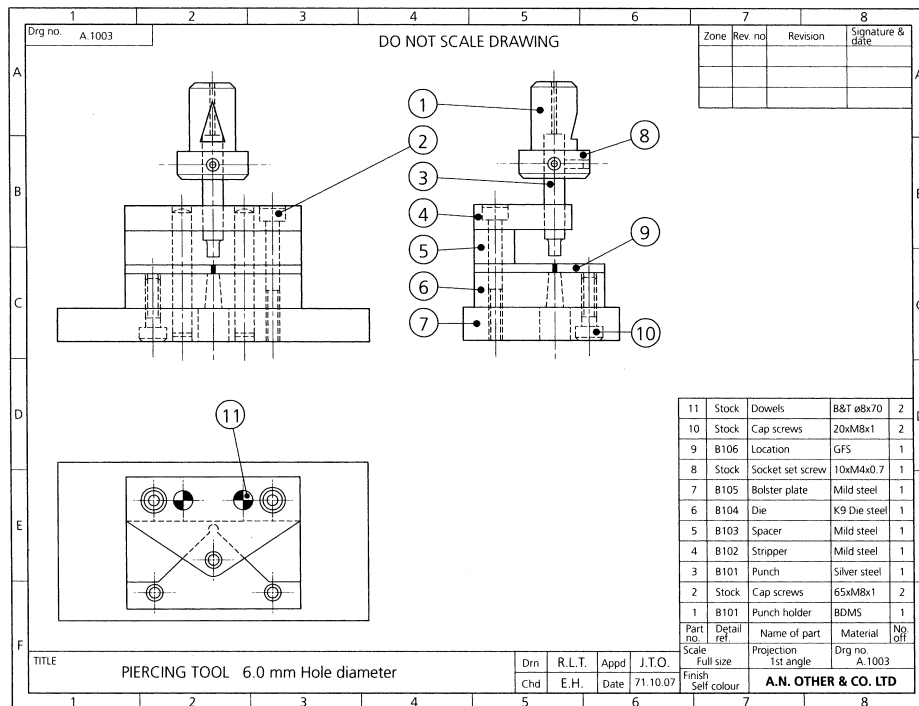 1 2 3 4 5 6 7 8
Drg no. A.1003
DO NOT SCALE DRAWING
Zone Rev. no Revision Signature & date
A
A
B
B
C
C
D
D
E
F
1
2
3
4
5
6
7
8
9
10
11
11 Stock Dowels B&T ø8x70 2
10 Stock Cap screws 20xM8x1 2
9 B106 Location GFS 1
8 Stock Socket set screw 10xM4x0.7 1
7 B105 Bolster plate Mild steel 1
6 B104 Die K9 Die steel 1
5 B103 Spacer Mild steel 1
4 B102 Stripper Mild steel 1
3 B101 Punch Silver steel 1
2 Stock Cap screws 65xM8x1 2
1 B101 Punch holder BDMS 1
Part no. Detail ref. Name of part Material No. off
Scale Full size Projection 1st angle Drg no. A.1003
Finish Self colour A.N. OTHER & CO. LTD
TITLE PIERCING TOOL 6.0 mm Hole diameter
Drn R.L.T. Appd J.T.O.
Chd E.H. Date 71.10.07
1 2 3 4 5 6 7 8